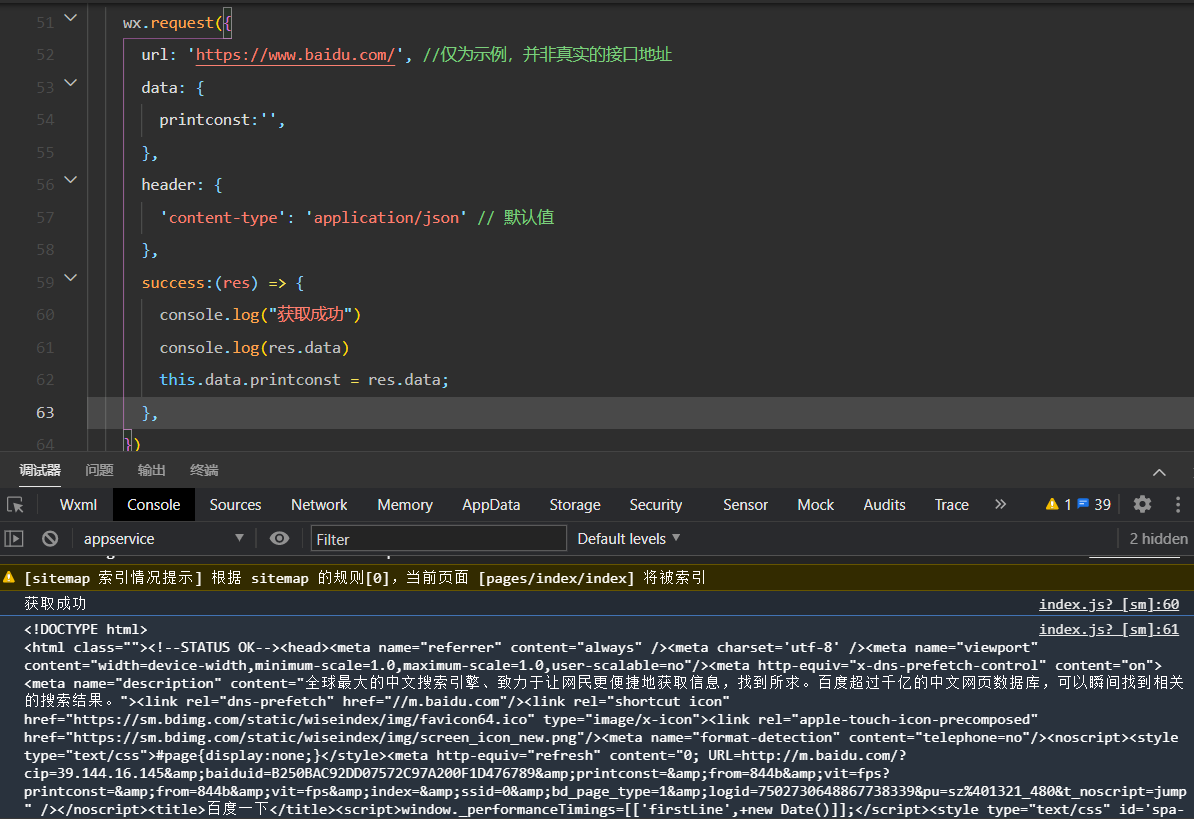 51 wx.request({
52 url: 'https://www.baidu.com/', //仅为示例，并非真实的接口地址
53 data: {
54 printconst:'',
55 },
56 header: {
57 'content-type': 'application/json' // 默认值
58 },
59 success:(res) => {
60 console.log("获取成功")
61 console.log(res.data)
62 this.data.printconst = res.data;
63 },
64 })
调试器 问题 输出 终端
Wxml Console Sources Network Memory AppData Storage Security Sensor Mock Audits Trace 1 39
appservice Filter Default levels 2 hidden
[sitemap 索引情况提示] 根据 sitemap 的规则[0]，当前页面 [pages/index/index] 将被索引
获取成功 index.js? [sm]:60
<!DOCTYPE html> index.js? [sm]:61
<html class=""><!--STATUS OK--><head><meta name="referrer" content="always" /><meta charset='utf-8' /><meta name="viewport"
content="width=device-width,minimum-scale=1.0,maximum-scale=1.0,user-scalable=no"/><meta http-equiv="x-dns-prefetch-control" content="on">
<meta name="description" content="全球最大的中文搜索引擎、致力于让网民更便捷地获取信息，找到所求。百度超过千亿的中文网页数据库，可以瞬间找到相关
的搜索结果。"><link rel="dns-prefetch" href="//m.baidu.com"/><link rel="shortcut icon"
href="https://sm.bdimg.com/static/wiseindex/img/favicon64.ico" type="image/x-icon"><link rel="apple-touch-icon-precomposed"
href="https://sm.bdimg.com/static/wiseindex/img/screen_icon_new.png"/><meta name="format-detection" content="telephone=no"/><noscript><style
type="text/css">#page{display:none;}</style><meta http-equiv="refresh" content="0; URL=http://m.baidu.com/?
cip=39.144.16.145&amp;baiduid=B250BAC92DD07572C97A200F1D476789&amp;printconst=&amp;from=844b&amp;vit=fps?
printconst=&amp;from=844b&amp;vit=fps&amp;index=&amp;ssid=0&amp;bd_page_type=1&amp;logid=7502730648867738339&pu=sz%401321_480&t_noscript=jump
" /></noscript><title>百度一下</title><script>window._performanceTimings=[['firstLine',+new Date()]];</script><style type="text/css" id='spa-